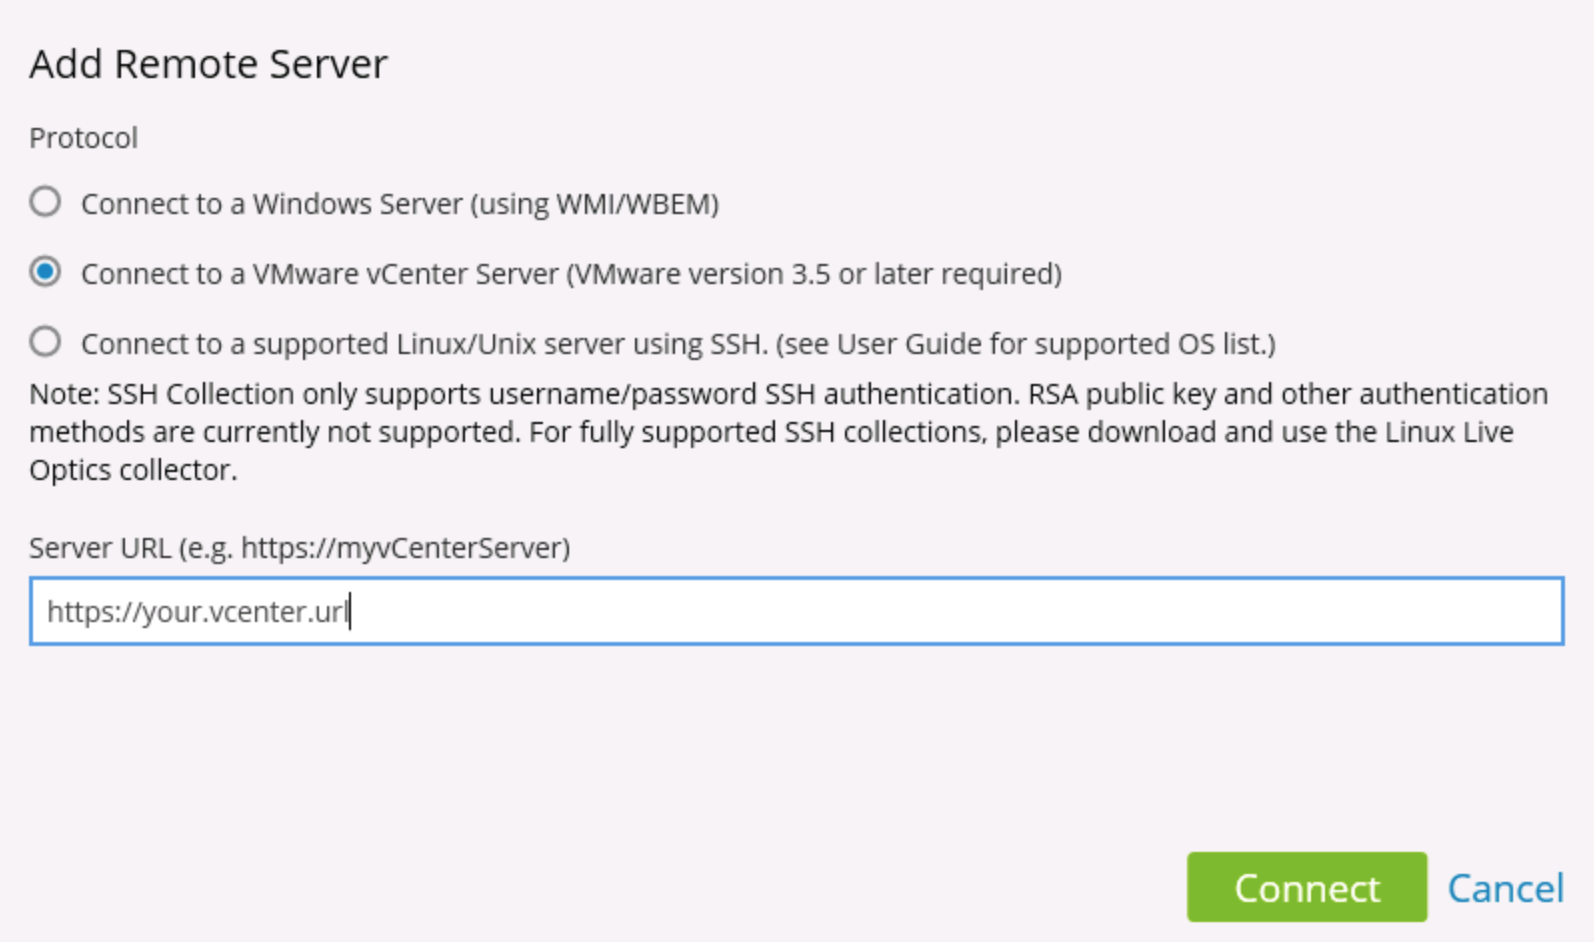 Add Remote Server
Protocol
Connect to a Windows Server (using WMI/WBEM)
Connect to a VMware vCenter Server (VMware version 3.5 or later required)
Connect to a supported Linux/Unix server using SSH. (see User Guide for supported OS list.)
Note: SSH Collection only supports username/password SSH authentication. RSA public key and other authentication
methods are currently not supported. For fully supported SSH collections, please download and use the Linux Live
Optics collector.
Server URL (e.g. https://myvCenterServer)
https://your.vcenter.url
Connect Cancel